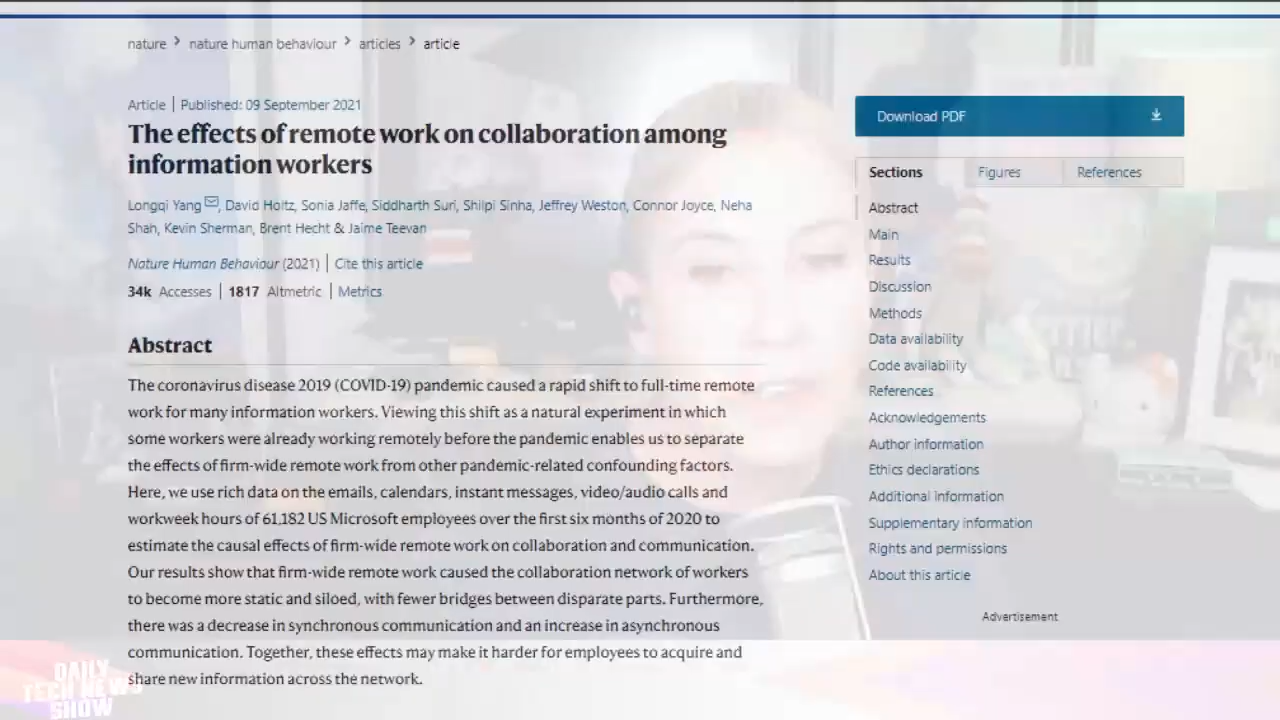 nature > nature human behaviour > articles > article
Article | Published: 09 September 2021
The effects of remote work on collaboration among
information workers
Longqi Yang, David Holtz, Sonia Jaffe, Siddharth Suri, Shilpi Sinha, Jeffrey Weston, Connor Joyce, Neha
Shah, Kevin Sherman, Brent Hecht & Jaime Teevan
Nature Human Behaviour (2021) | Cite this article
34k Accesses | 1817 Altmetric | Metrics
Abstract
The coronavirus disease 2019 (COVID-19) pandemic caused a rapid shift to full-time remote
work for many information workers. Viewing this shift as a natural experiment in which
some workers were already working remotely before the pandemic enables us to separate
the effects of firm-wide remote work from other pandemic-related confounding factors.
Here, we use rich data on the emails, calendars, instant messages, video/audio calls and
workweek hours of 61,182 US Microsoft employees over the first six months of 2020 to
estimate the causal effects of firm-wide remote work on collaboration and communication.
Our results show that firm-wide remote work caused the collaboration network of workers
to become more static and siloed, with fewer bridges between disparate parts. Furthermore,
there was a decrease in synchronous communication and an increase in asynchronous
communication. Together, these effects may make it harder for employees to acquire and
share new information across the network.
Download PDF
Sections Figures References
Abstract
Main
Results
Discussion
Methods
Data availability
Code availability
References
Acknowledgements
Author information
Ethics declarations
Additional information
Supplementary information
Rights and permissions
About this article
Advertisement
DAILY
TECH NEWS
SHOW